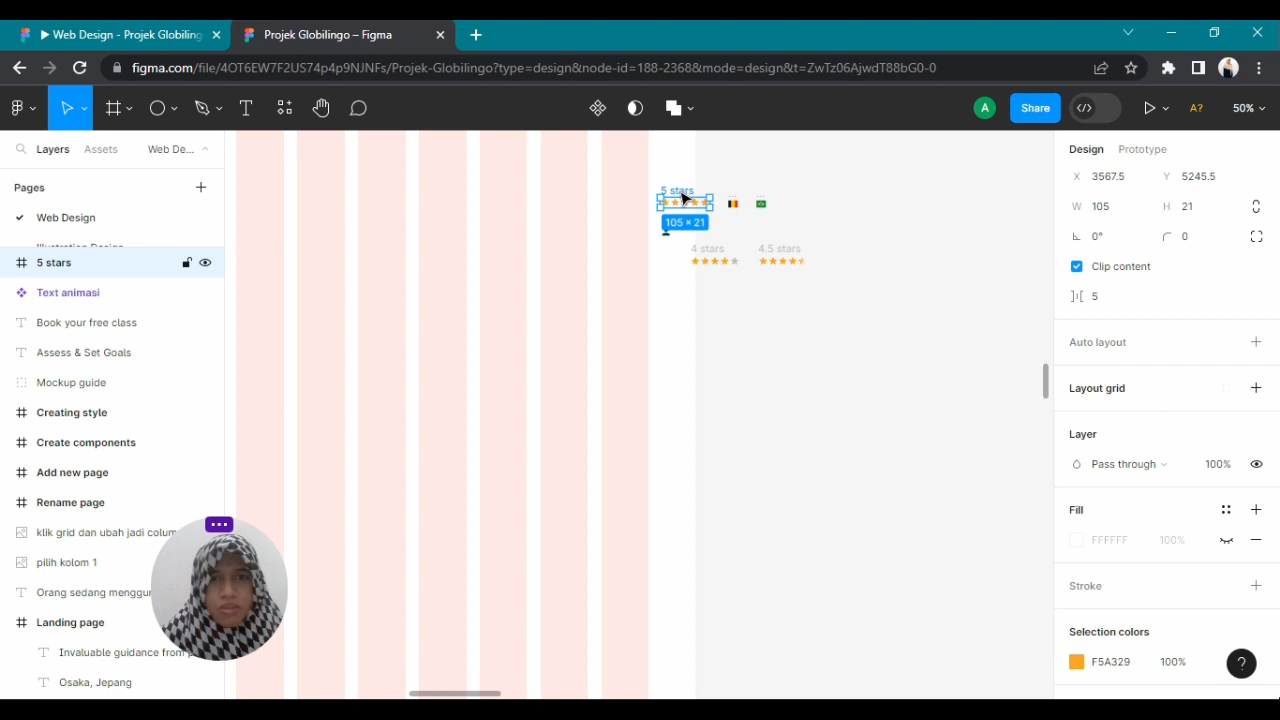 ▶ Web Design - Projek Globiling
Projek Globilingo – Figma
figma.com/file/4OT6EW7F2US74p4p9NJNFs/Projek-Globilingo?type=design&node-id=188-2368&mode=design&t=ZwTz06AjwdT88bG0-0
A
Share
A?
50%
Layers
Assets
Web De...
Pages
Web Design
Illustration Design
5 stars
Text animasi
Book your free class
Assess & Set Goals
Mockup guide
Creating style
Create components
Add new page
Rename page
klik grid dan ubah jadi colum
pilih kolom 1
Orang sedang menggu
Landing page
Invaluable guidance from
Osaka, Jepang
5 stars
105 × 21
4 stars
4.5 stars
Design
Prototype
X 3567.5
Y 5245.5
W 105
H 21
0°
0
Clip content
5
Auto layout
Layout grid
Layer
Pass through
100%
Fill
FFFFFF
100%
Stroke
Selection colors
F5A329
100%
?